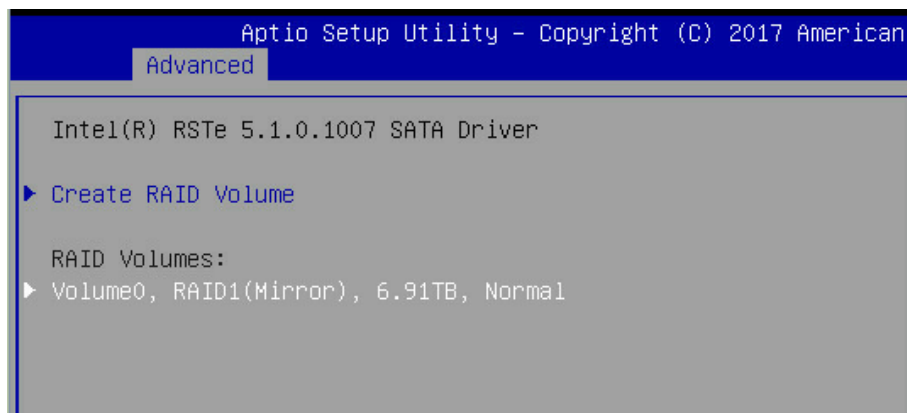 Aptio Setup Utility – Copyright (C) 2017 American
Advanced
Intel(R) RSTe 5.1.0.1007 SATA Driver
Create RAID Volume
RAID Volumes:
Volume0, RAID1(Mirror), 6.91TB, Normal